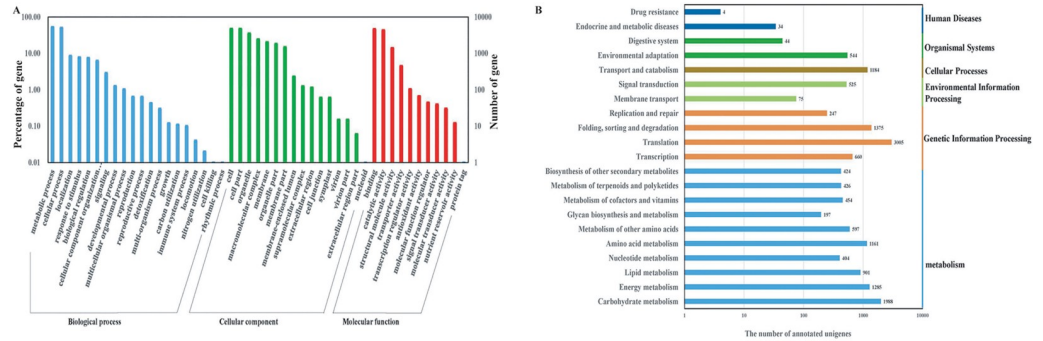 A
100.00
10.00
1.00
0.10
0.01
Percentage of gene
10000
1000
100
10
1
Number of gene
metabolic process
cellular process
localization
response to stimulus
biological regulation
cellular component organization...
signaling
developmental process
multicellular organismal process
reproduction
reproductive process
detoxification
multi-organism process
growth
carbon utilization
immune system process
locomotion
nitrogen utilization
cell killing
rhythmic process
cell
cell part
organelle
macromolecular complex
membrane
organelle part
membrane part
membrane-enclosed lumen
supramolecular complex
extracellular region
cell junction
symplast
virion
virion part
extracellular region part
nucleoid
binding
catalytic activity
structural molecule activity
transporter activity
transcription regulator activity
antioxidant activity
molecular function regulator
signal transducer activity
molecular transducer activity
nutrient reservoir activity
protein tag
Biological process
Cellular component
Molecular function
B
Drug resistance 4
Endocrine and metabolic diseases 34
Digestive system 44
Environmental adaptation 544
Transport and catabolism 1184
Signal transduction 525
Membrane transport 75
Replication and repair 247
Folding, sorting and degradation 1375
Translation 3005
Transcription 660
Biosynthesis of other secondary metabolites 424
Metabolism of terpenoids and polyketides 426
Metabolism of cofactors and vitamins 454
Glycan biosynthesis and metabolism 197
Metabolism of other amino acids 597
Amino acid metabolism 1161
Nucleotide metabolism 404
Lipid metabolism 901
Energy metabolism 1285
Carbohydrate metabolism 1988
1 10 100 1000 10000
The number of annotated unigenes
Human Diseases
Organismal Systems
Cellular Processes
Environmental Information
Processing
Genetic Information Processing
metabolism